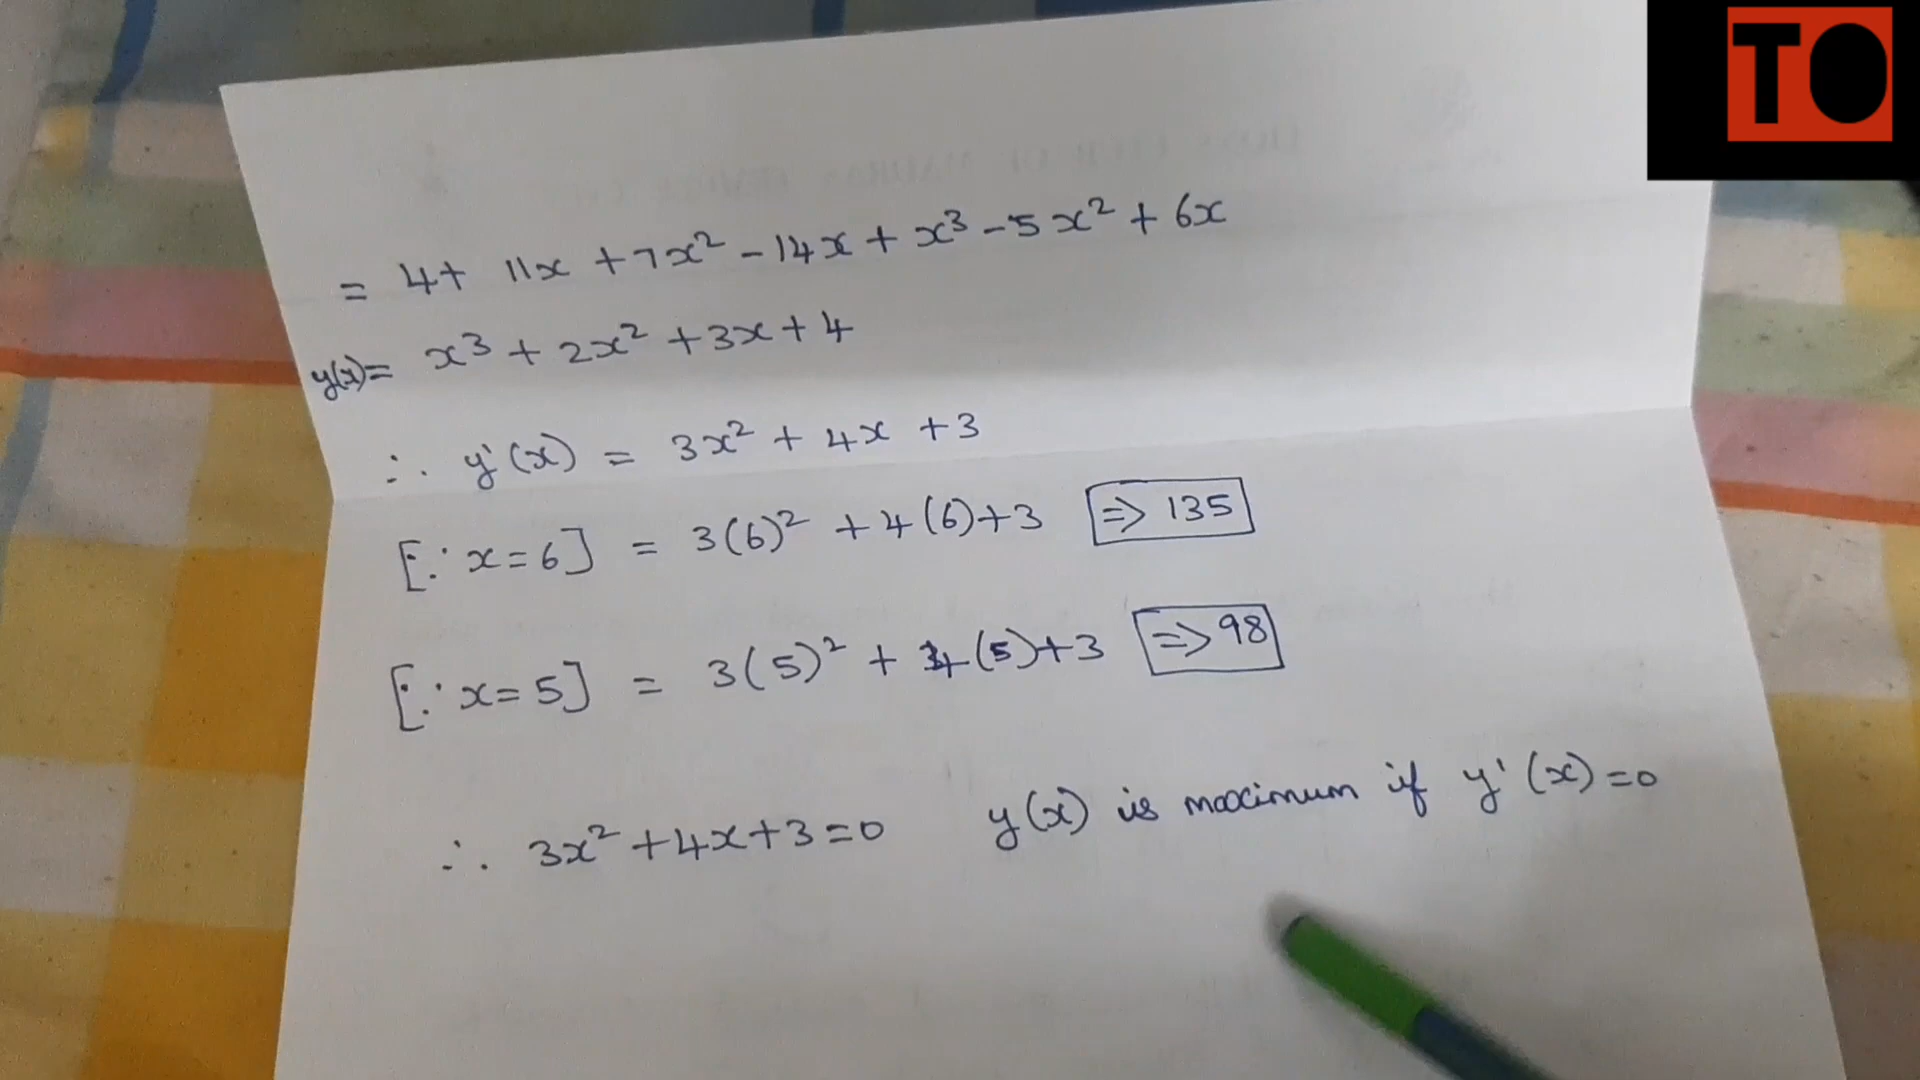 TO
= 4+ 11x + 7x² - 14x + x³ - 5x² + 6x
y(x)= x³ + 2x² + 3x + 4
∴ y'(x) = 3x² + 4x + 3
[∵ x=6] = 3(6)² + 4(6)+3 => 135
[∵ x=5] = 3(5)² + 4(5)+3 => 98
∴ 3x² + 4x + 3 = 0 y(x) is maximum if y'(x)=0